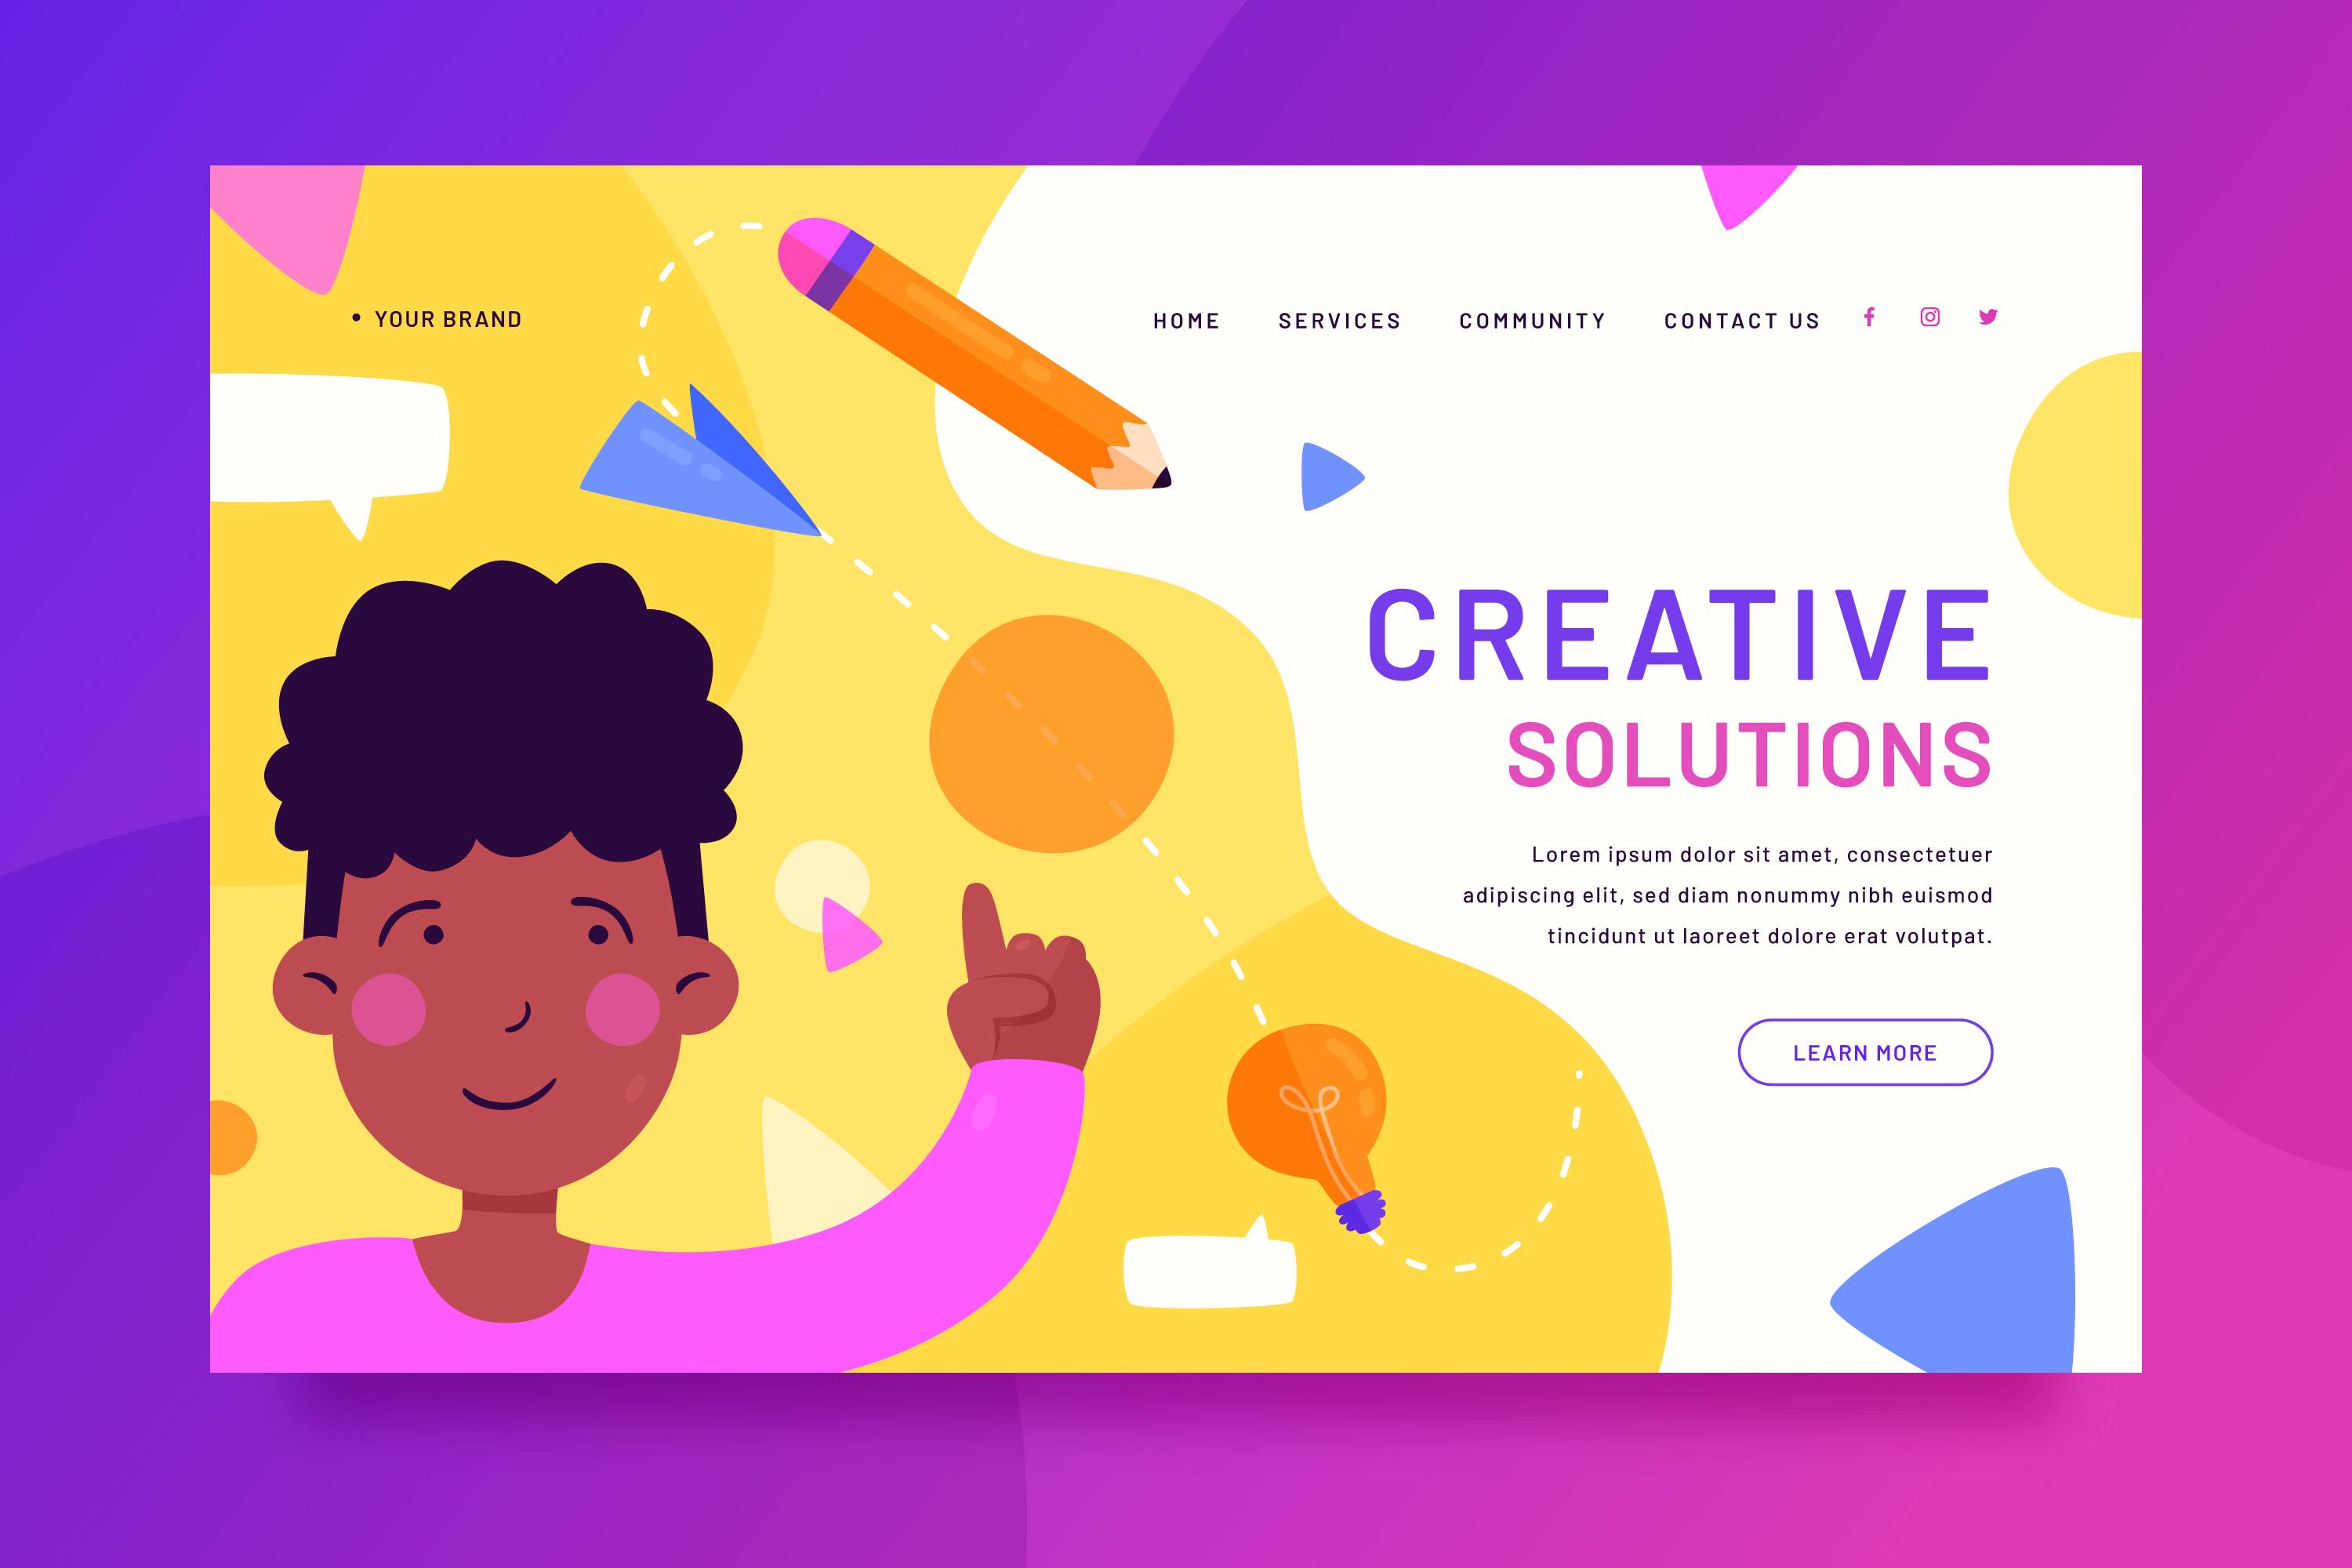 YOUR BRAND
HOME SERVICES COMMUNITY CONTACT US
CREATIVE
SOLUTIONS
Lorem ipsum dolor sit amet, consectetuer
adipiscing elit, sed diam nonummy nibh euismod
tincidunt ut laoreet dolore erat volutpat.
LEARN MORE